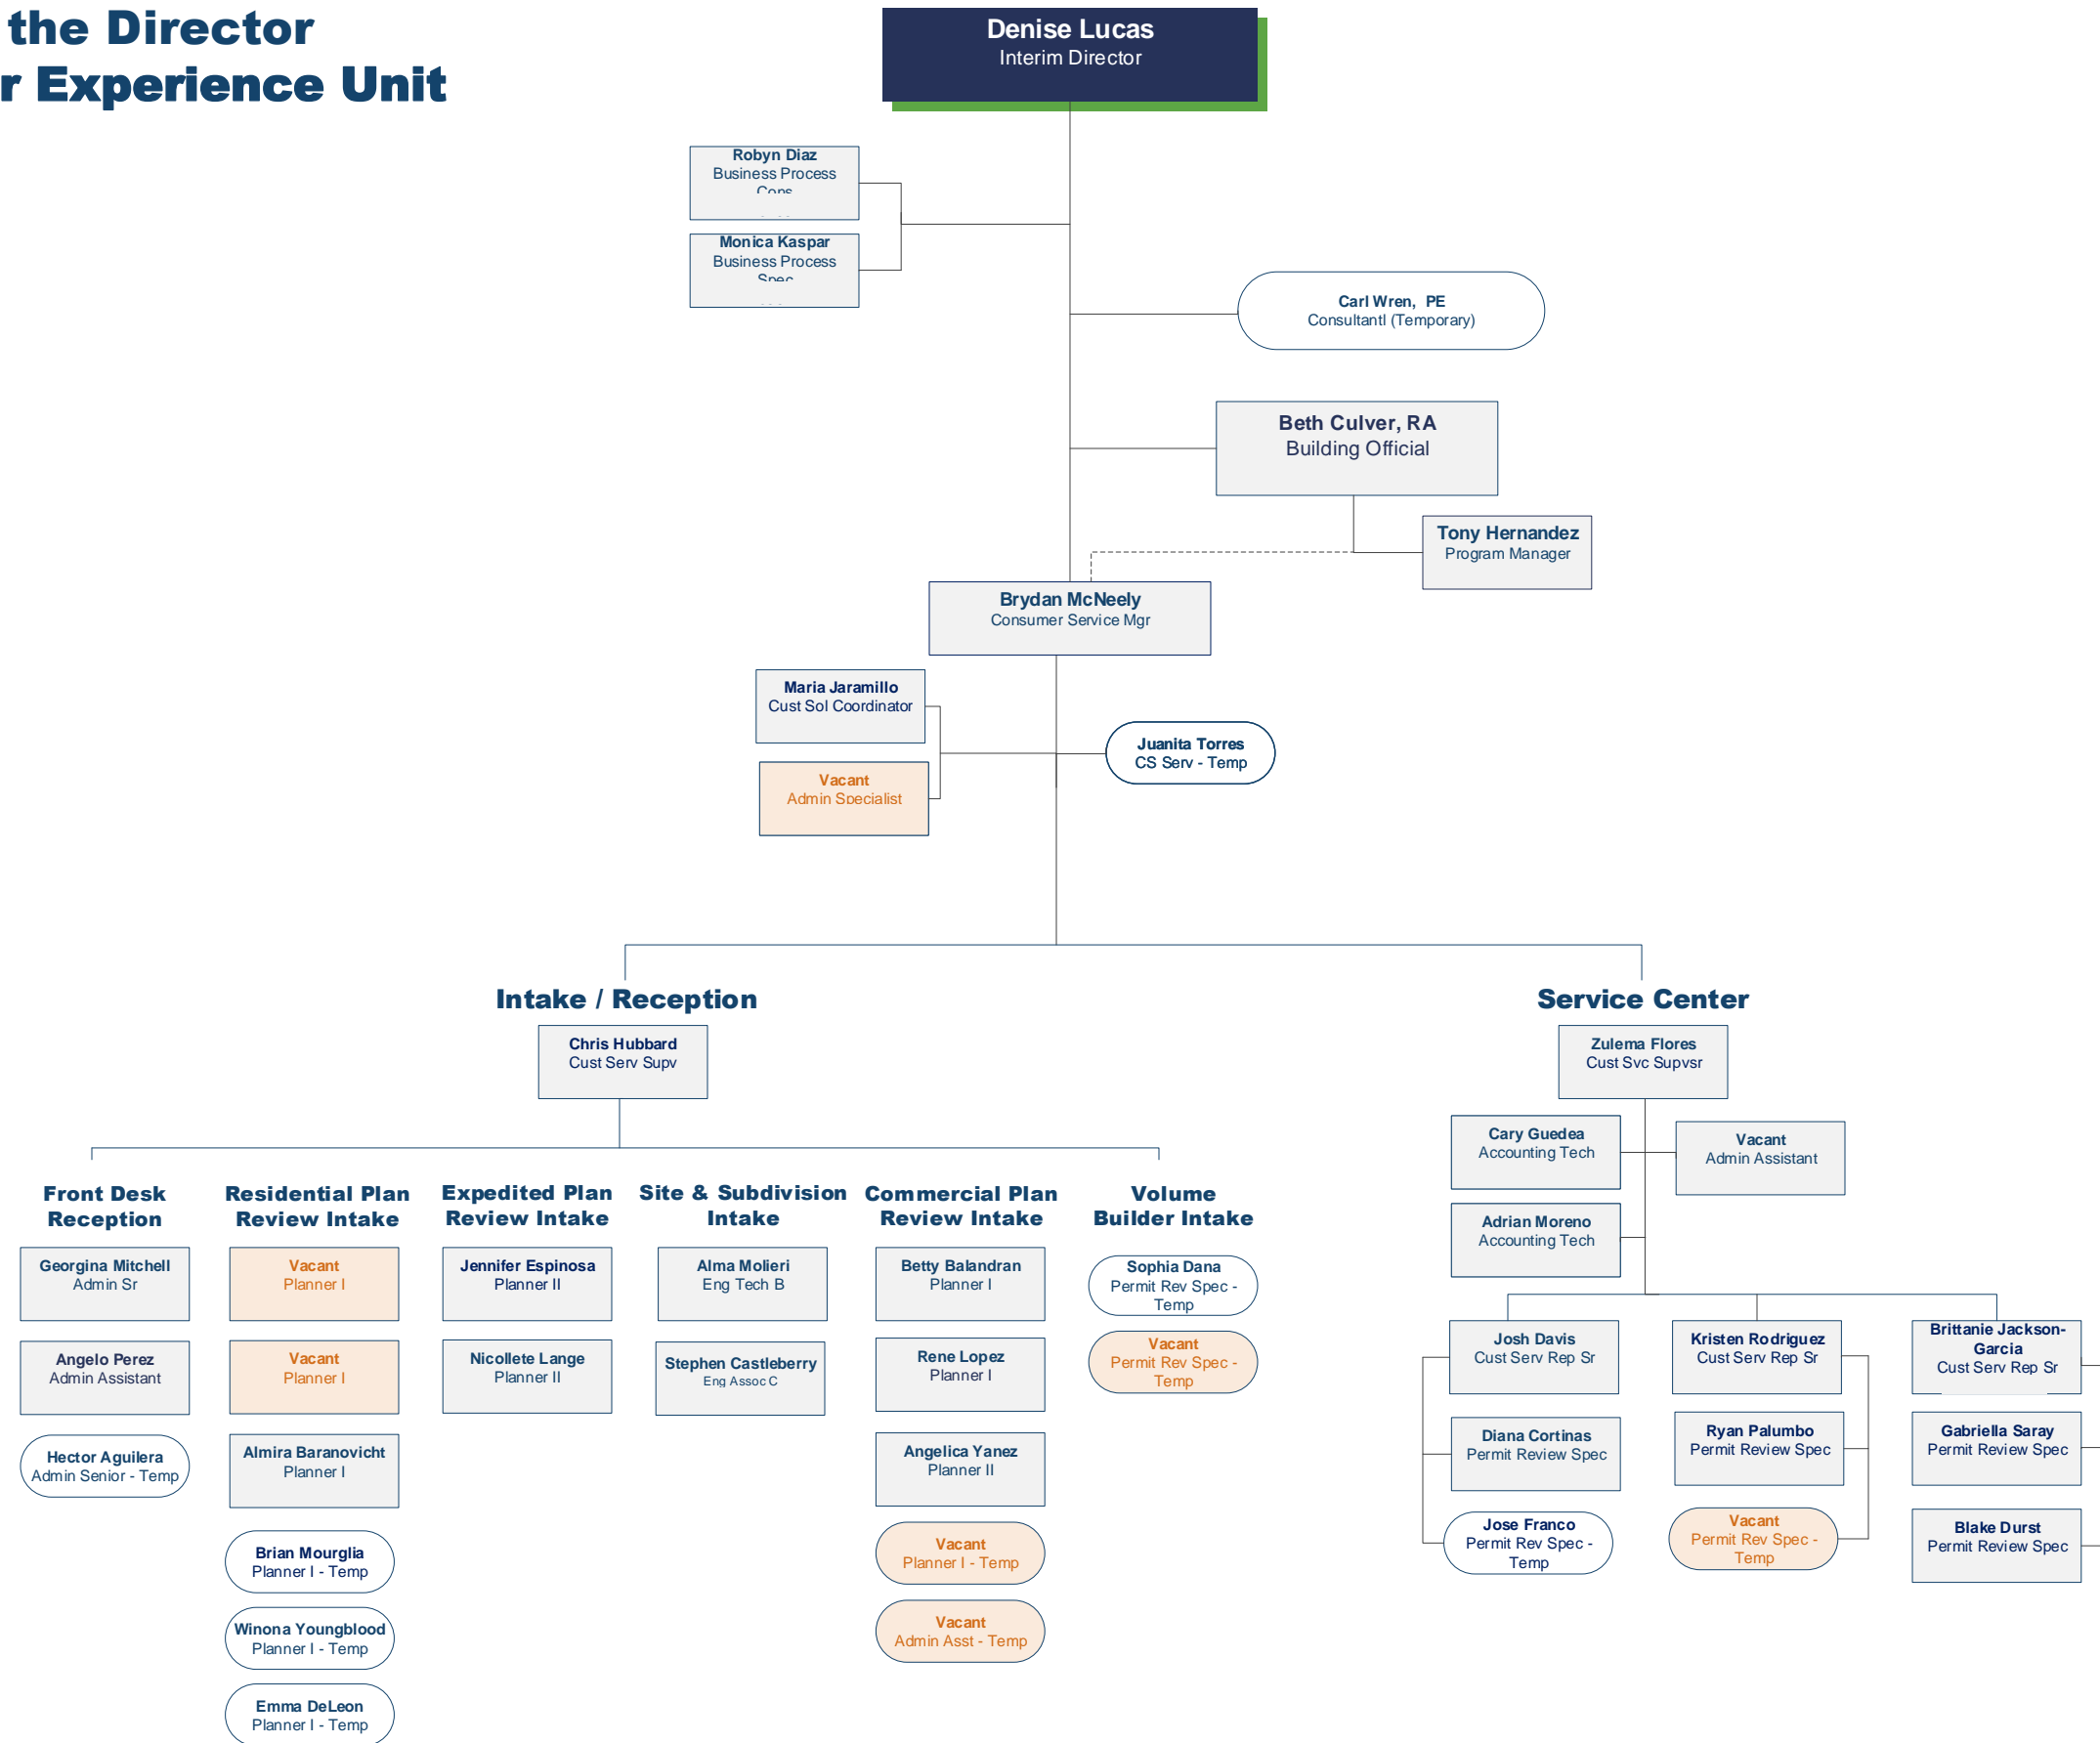 the Director
r Experience Unit
Denise Lucas
Interim Director
Robyn Diaz
Business Process
Cons
Monica Kaspar
Business Process
Spec
Carl Wren, PE
Consultantl (Temporary)
Beth Culver, RA
Building Official
Tony Hernandez
Program Manager
Brydan McNeely
Consumer Service Mgr
Maria Jaramillo
Cust Sol Coordinator
Juanita Torres
CS Serv - Temp
Vacant
Admin Specialist
Intake / Reception
Chris Hubbard
Cust Serv Supv
Service Center
Zulema Flores
Cust Svc Supvsr
Cary Guedea
Accounting Tech
Vacant
Admin Assistant
Adrian Moreno
Accounting Tech
Front Desk
Reception
Georgina Mitchell
Admin Sr
Angelo Perez
Admin Assistant
Hector Aguilera
Admin Senior - Temp
Residential Plan
Review Intake
Vacant
Planner I
Vacant
Planner I
Almira Baranovicht
Planner I
Brian Mourglia
Planner I - Temp
Winona Youngblood
Planner I - Temp
Emma DeLeon
Planner I - Temp
Expedited Plan
Review Intake
Jennifer Espinosa
Planner II
Nicollete Lange
Planner II
Site & Subdivision
Intake
Alma Molieri
Eng Tech B
Stephen Castleberry
Eng Assoc C
Commercial Plan
Review Intake
Betty Balandran
Planner I
Rene Lopez
Planner I
Angelica Yanez
Planner II
Vacant
Planner I - Temp
Vacant
Admin Asst - Temp
Volume
Builder Intake
Sophia Dana
Permit Rev Spec -
Temp
Vacant
Permit Rev Spec -
Temp
Josh Davis
Cust Serv Rep Sr
Diana Cortinas
Permit Review Spec
Jose Franco
Permit Rev Spec -
Temp
Kristen Rodriguez
Cust Serv Rep Sr
Ryan Palumbo
Permit Review Spec
Vacant
Permit Rev Spec -
Temp
Brittanie Jackson-
Garcia
Cust Serv Rep Sr
Gabriella Saray
Permit Review Spec
Blake Durst
Permit Review Spec